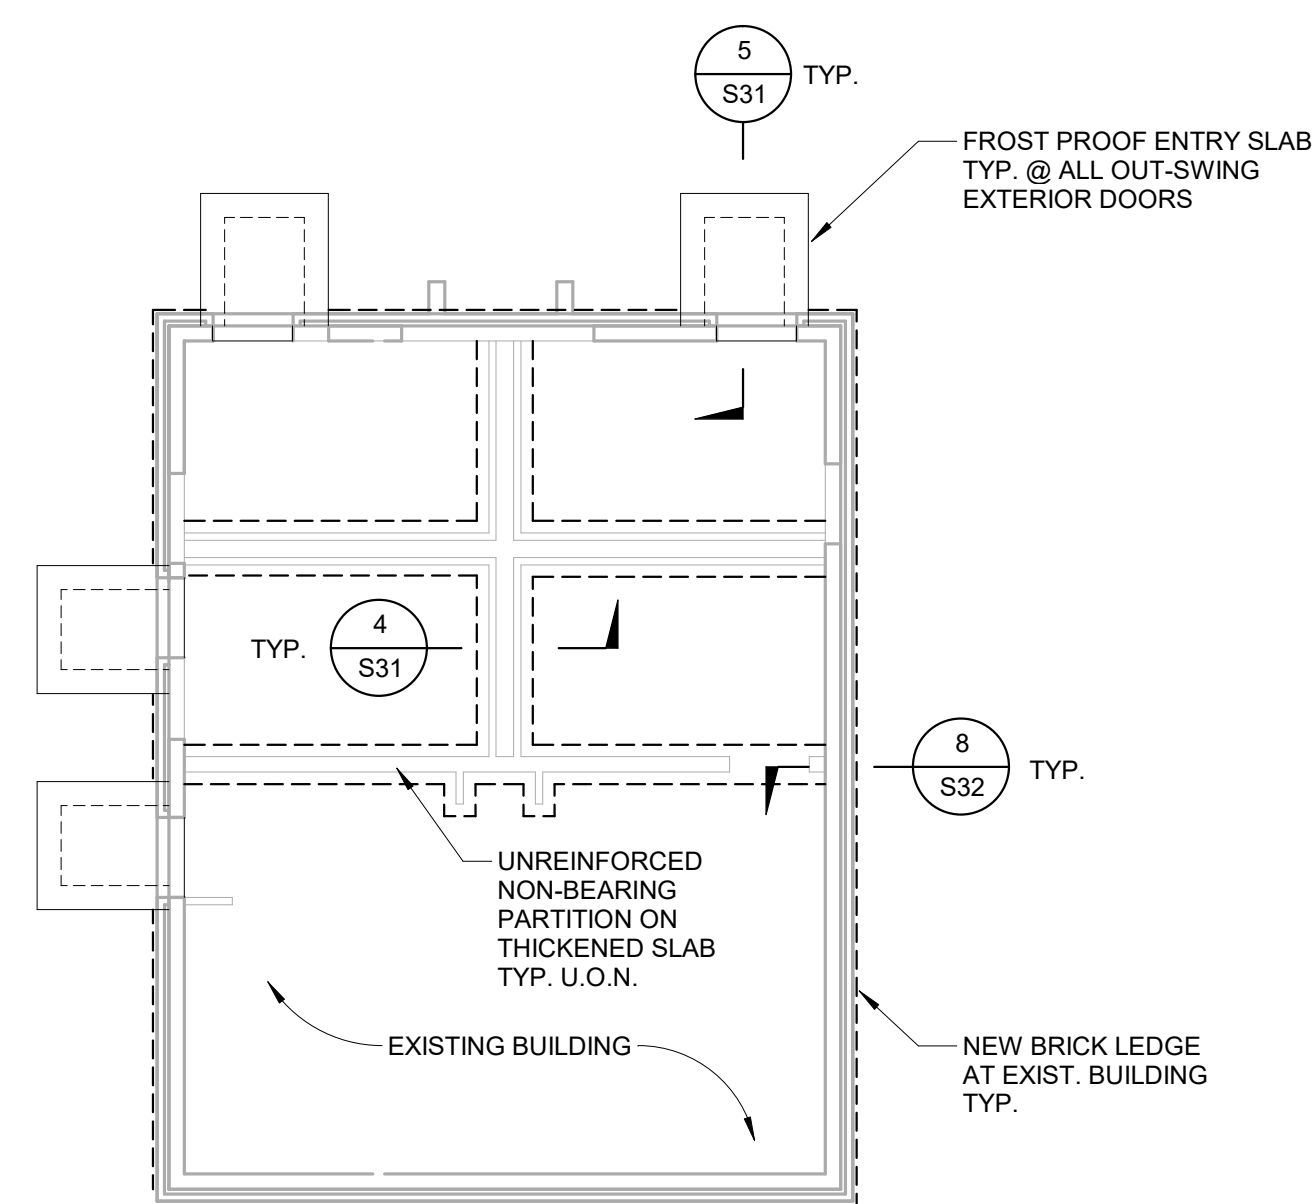 5
S31
TYP.
FROST PROOF ENTRY SLAB
TYP. @ ALL OUT-SWING
EXTERIOR DOORS
TYP.
4
S31
8
S32
TYP.
UNREINFORCED
NON-BEARING
PARTITION ON
THICKENED SLAB
TYP. U.O.N.
EXISTING BUILDING
NEW BRICK LEDGE
AT EXIST. BUILDING
TYP.